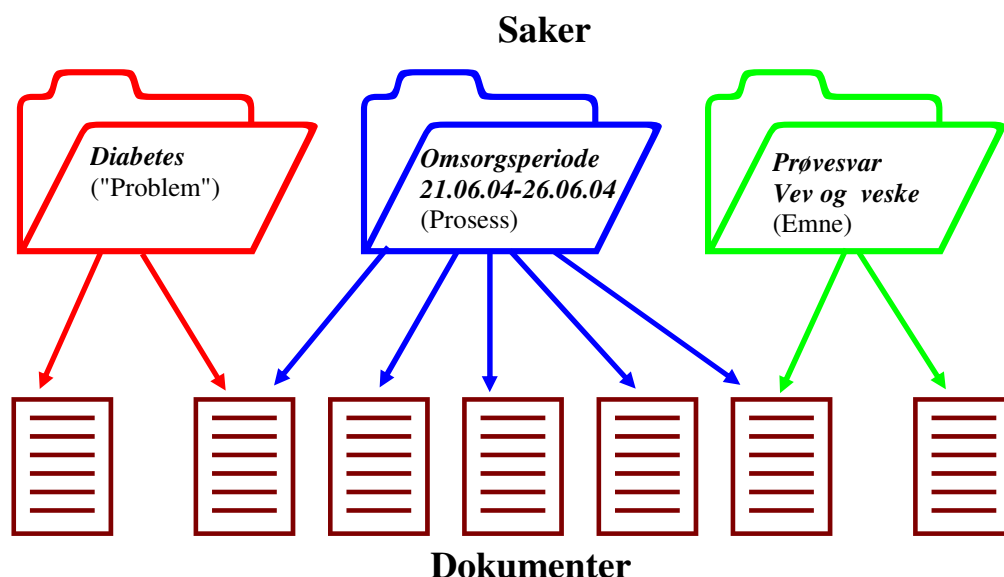 Saker
Diabetes
("Problem")
Omsorgsperiode
21.06.04-26.06.04
(Prosess)
Prøvesvar
Vev og veske
(Emne)
Dokumenter